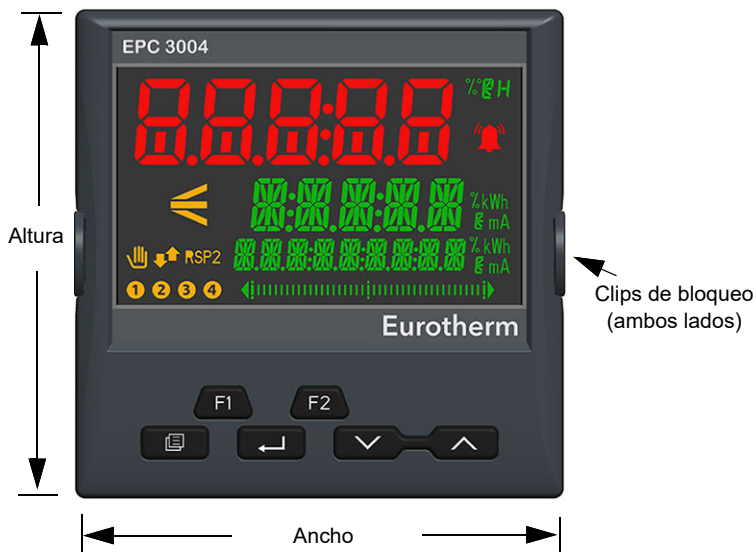 EPC 3004
% H
%kWh
mA
RSP2
% kWh
mA
1 2 3 4
Eurotherm
Altura
Clips de bloqueo
(ambos lados)
F1
F2
Ancho